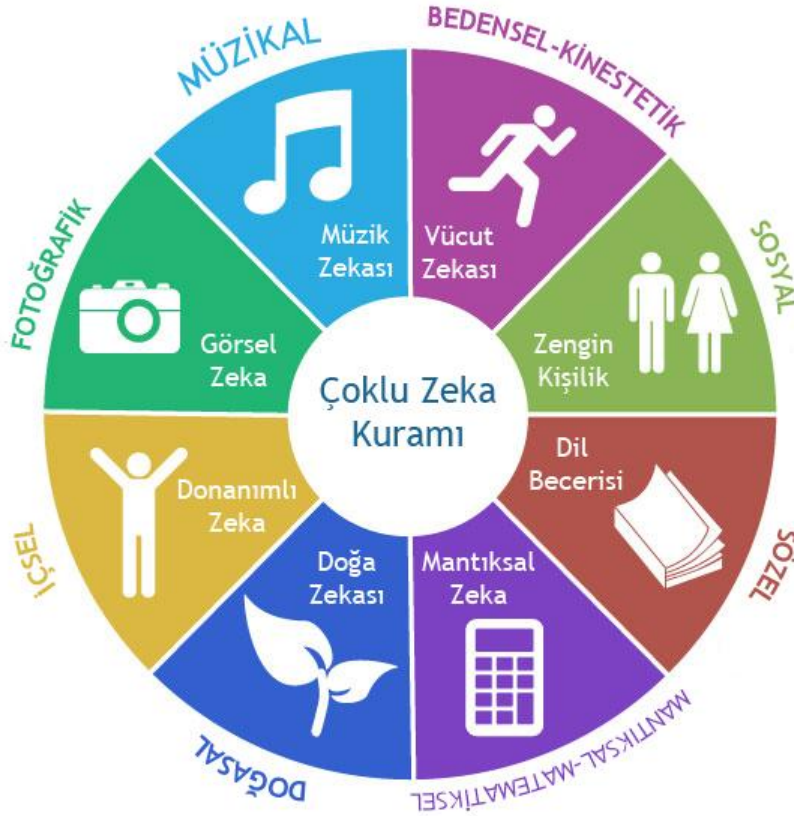 MÜZİKAL
BEDENSEL-KİNESTETİK
FOTOĞRAFİK
SOSYAL
Müzik
Zekası
Vücut
Zekası
Görsel
Zeka
Zengin
Kişilik
Çoklu Zeka
Kuramı
Donanımlı
Zeka
Dil
Becerisi
Doğa
Zekası
Mantıksal
Zeka
İÇSEL
SÖZEL
DOĞASAL
MANTIKSAL-MATEMATİKSEL